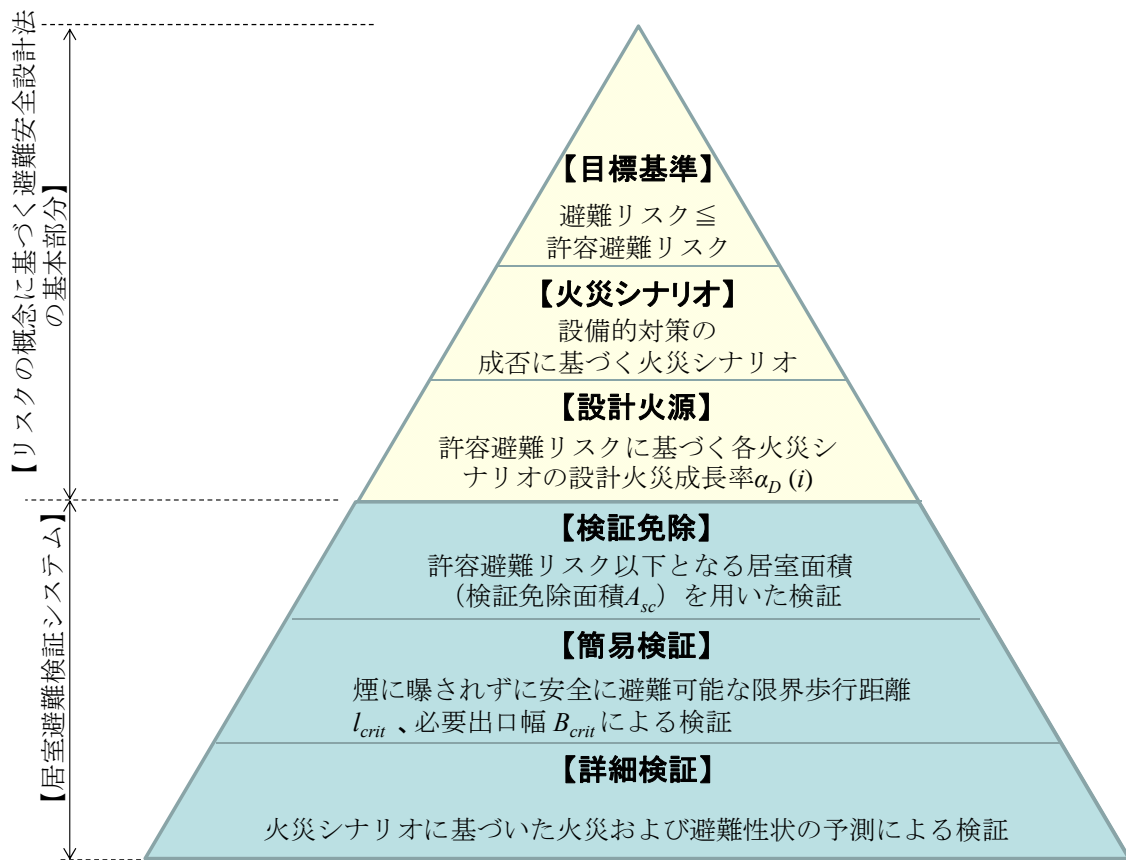 【リスクの概念に基づく避難安全設計法
の基本部分】
【目標基準】
避難リスク≦
許容避難リスク
【火災シナリオ】
設備的対策の
成否に基づく火災シナリオ
【設計火源】
許容避難リスクに基づく各火災シ
ナリオの設計火災成長率αD (i)
【居室避難検証システム】
【検証免除】
許容避難リスク以下となる居室面積
（検証免除面積Asc）を用いた検証
【簡易検証】
煙に曝されずに安全に避難可能な限界歩行距離
lcrit 、必要出口幅 Bcritによる検証
【詳細検証】
火災シナリオに基づいた火災および避難性状の予測による検証